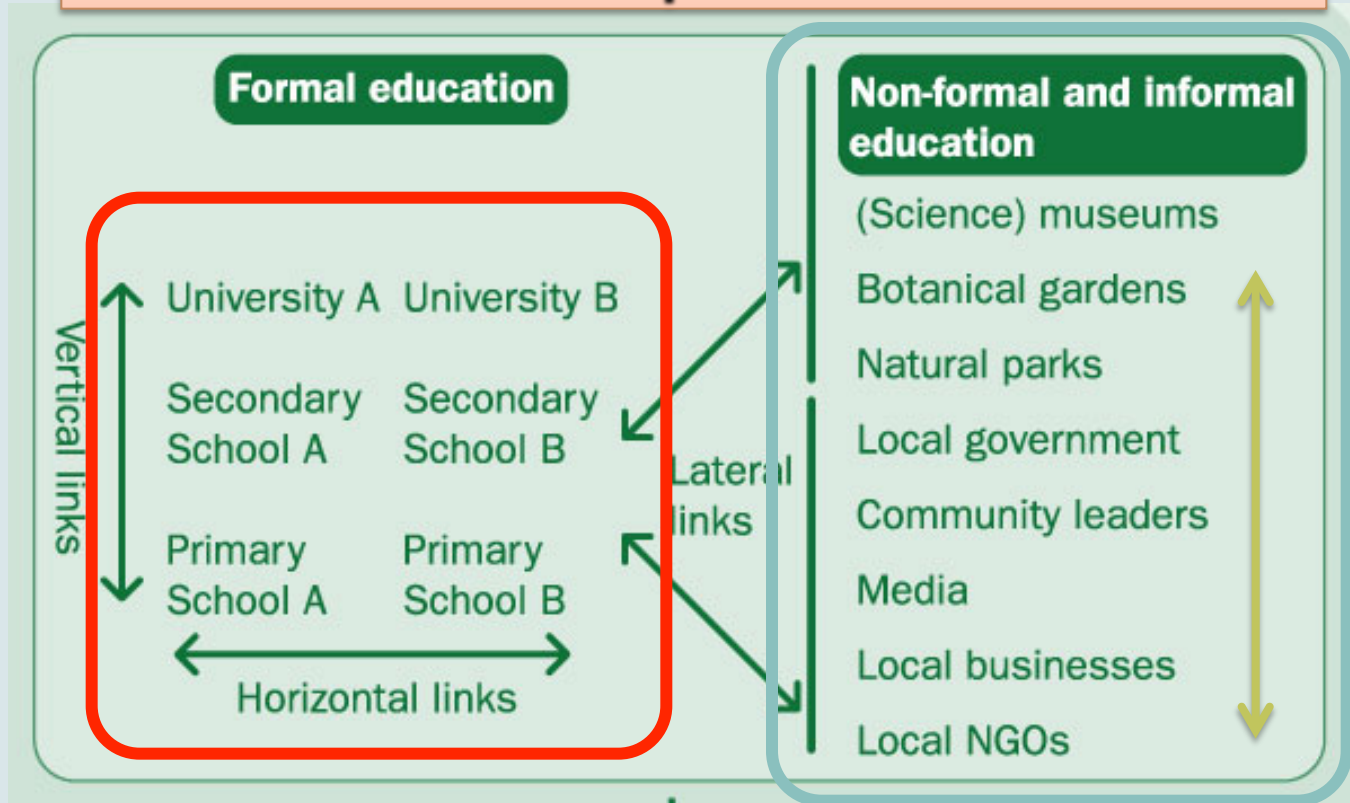 Formal education
Vertical links
University A University B
Secondary Secondary
School A School B
Primary Primary
School A School B
Horizontal links
Lateral
links
Non-formal and informal
education
(Science) museums
Botanical gardens
Natural parks
Local government
Community leaders
Media
Local businesses
Local NGOs